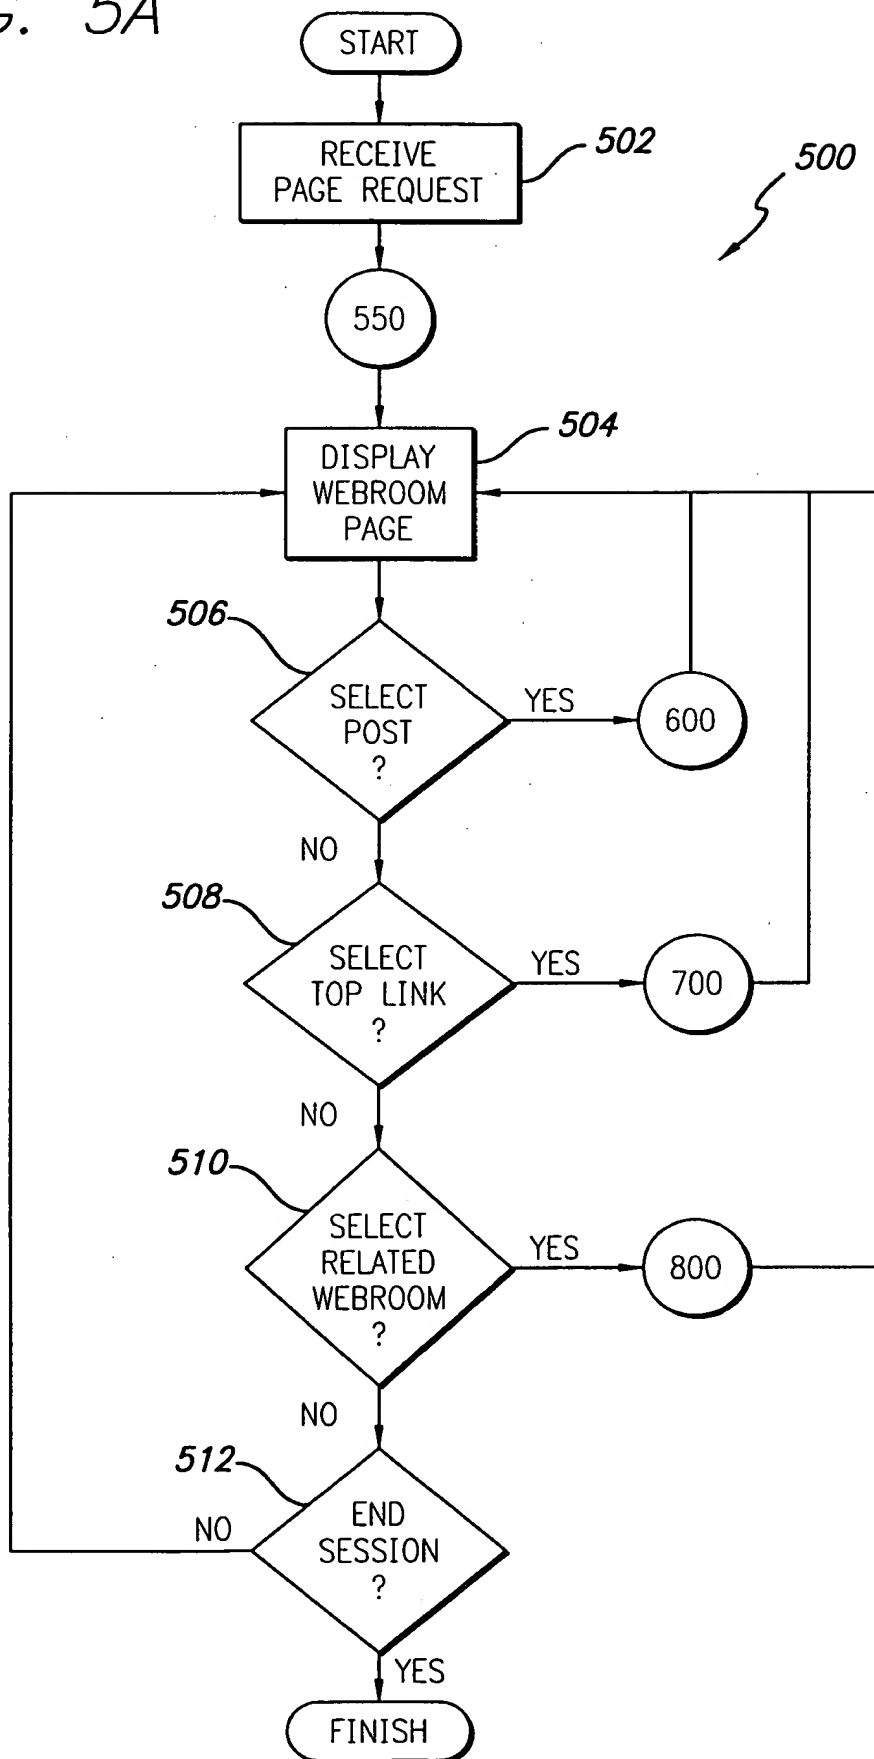 G. 5A
START
RECEIVE
PAGE REQUEST
502
500
550
504
DISPLAY
WEBROOM
PAGE
506
SELECT
POST
?
YES
600
NO
508
SELECT
TOP LINK
?
YES
700
NO
510
SELECT
RELATED
WEBROOM
?
YES
800
NO
512
END
SESSION
?
NO
YES
FINISH